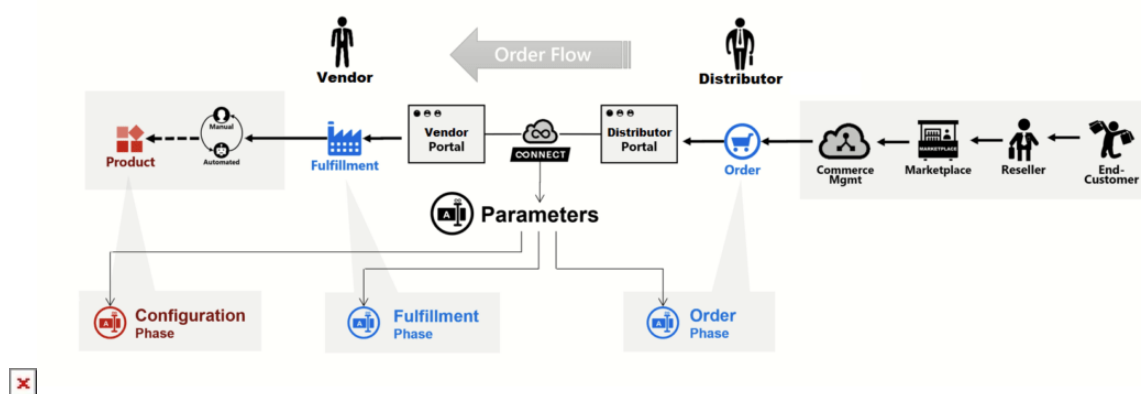 Order Flow
Vendor
Distributor
Manual
Automated
Product
Fulfillment
Vendor
Portal
CONNECT
Distributor
Portal
Order
Commerce
Mgmt
MARKETPLACE
Marketplace
Reseller
End-
Customer
A
Parameters
A
Configuration
Phase
A
Fulfillment
Phase
A
Order
Phase